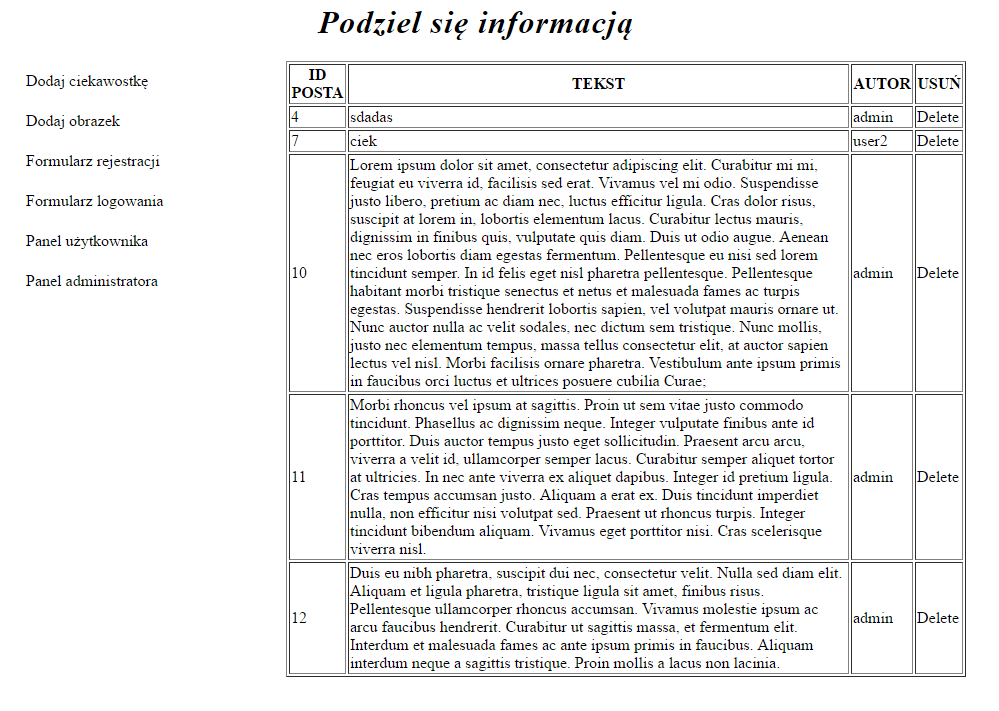 Podziel się informacją
Dodaj ciekawostkę
Dodaj obrazek
Formularz rejestracji
Formularz logowania
Panel użytkownika
Panel administratora
ID POSTA TEKST AUTOR USUŃ
4 sdadas admin Delete
7 ciek user2 Delete
Lorem ipsum dolor sit amet, consectetur adipiscing elit. Curabitur mi mi,
feugiat eu viverra id, facilisis sed erat. Vivamus vel mi odio. Suspendisse
justo libero, pretium ac diam nec, luctus efficitur ligula. Cras dolor risus,
suscipit at lorem in, lobortis elementum lacus. Curabitur lectus mauris,
dignissim in finibus quis, vulputate quis diam. Duis ut odio augue. Aenean
nec eros lobortis diam egestas fermentum. Pellentesque eu nisi sed lorem
10 tincidunt semper. In id felis eget nisl pharetra pellentesque. Pellentesque admin Delete
habitant morbi tristique senectus et netus et malesuada fames ac turpis
egestas. Suspendisse hendrerit lobortis sapien, vel volutpat mauris ornare ut.
Nunc auctor nulla ac velit sodales, nec dictum sem tristique. Nunc mollis,
justo nec elementum tempus, massa tellus consectetur elit, at auctor sapien
lectus vel nisl. Morbi facilisis ornare pharetra. Vestibulum ante ipsum primis
in faucibus orci luctus et ultrices posuere cubilia Curae;
Morbi rhoncus vel ipsum at sagittis. Proin ut sem vitae justo commodo
tincidunt. Phasellus ac dignissim neque. Integer vulputate finibus ante id
porttitor. Duis auctor tempus justo eget sollicitudin. Praesent arcu arcu,
viverra a velit id, ullamcorper semper lacus. Curabitur semper aliquet tortor
11 at ultricies. In nec ante viverra ex aliquet dapibus. Integer id pretium ligula. admin Delete
Cras tempus accumsan justo. Aliquam a erat ex. Duis tincidunt imperdiet
nulla, non efficitur nisi volutpat sed. Praesent ut rhoncus turpis. Integer
tincidunt bibendum aliquam. Vivamus eget porttitor nisi. Cras scelerisque
viverra nisl.
Duis eu nibh pharetra, suscipit dui nec, consectetur velit. Nulla sed diam elit.
Aliquam et ligula pharetra, tristique ligula sit amet, finibus risus.
Pellentesque ullamcorper rhoncus accumsan. Vivamus molestie ipsum ac
12 arcu faucibus hendrerit. Curabitur ut sagittis massa, et fermentum elit. admin Delete
Interdum et malesuada fames ac ante ipsum primis in faucibus. Aliquam
interdum neque a sagittis tristique. Proin mollis a lacus non lacinia.